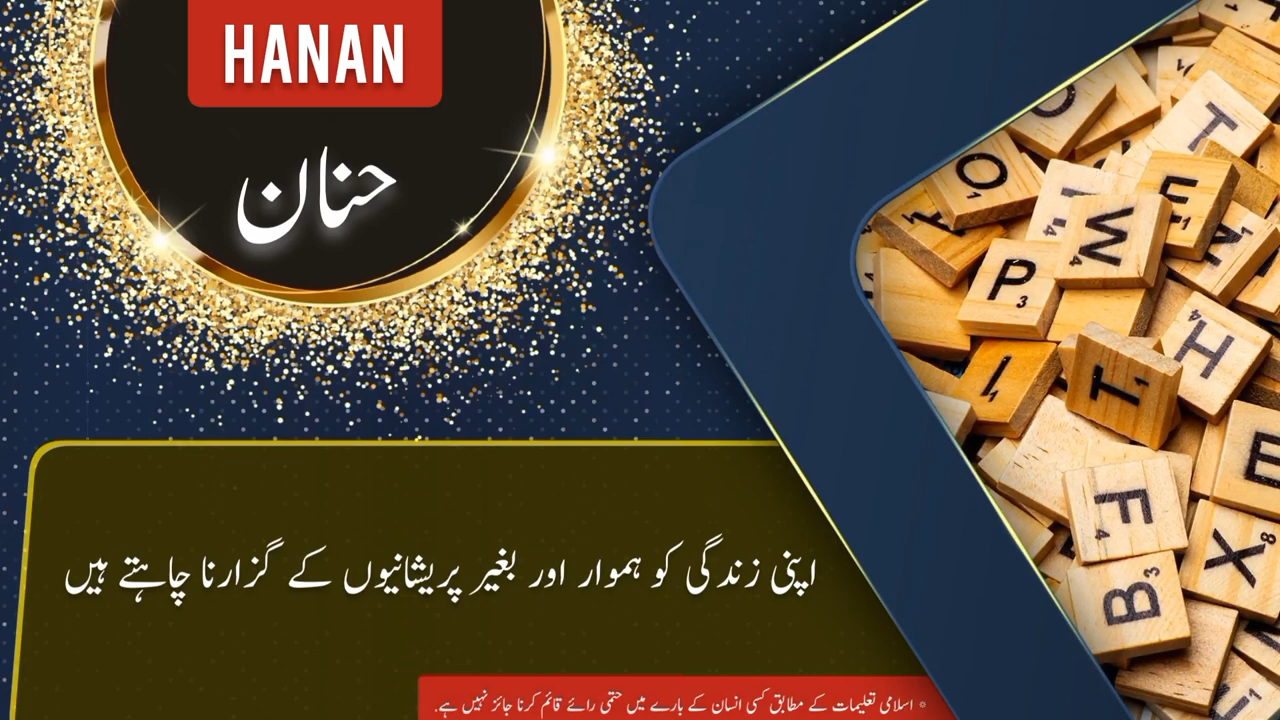 HANAN
حنان
اپنی زندگی کو ہموار اور بغیر پریشانیوں کے گزارنا چاہتے ہیں
اسلامی تعلیمات کے مطابق کسی انسان کے بارے میں حتمی رائے قائم کرنا جائز نہیں ہے.
O
T
E
W
P
H
I
T
F
X
B